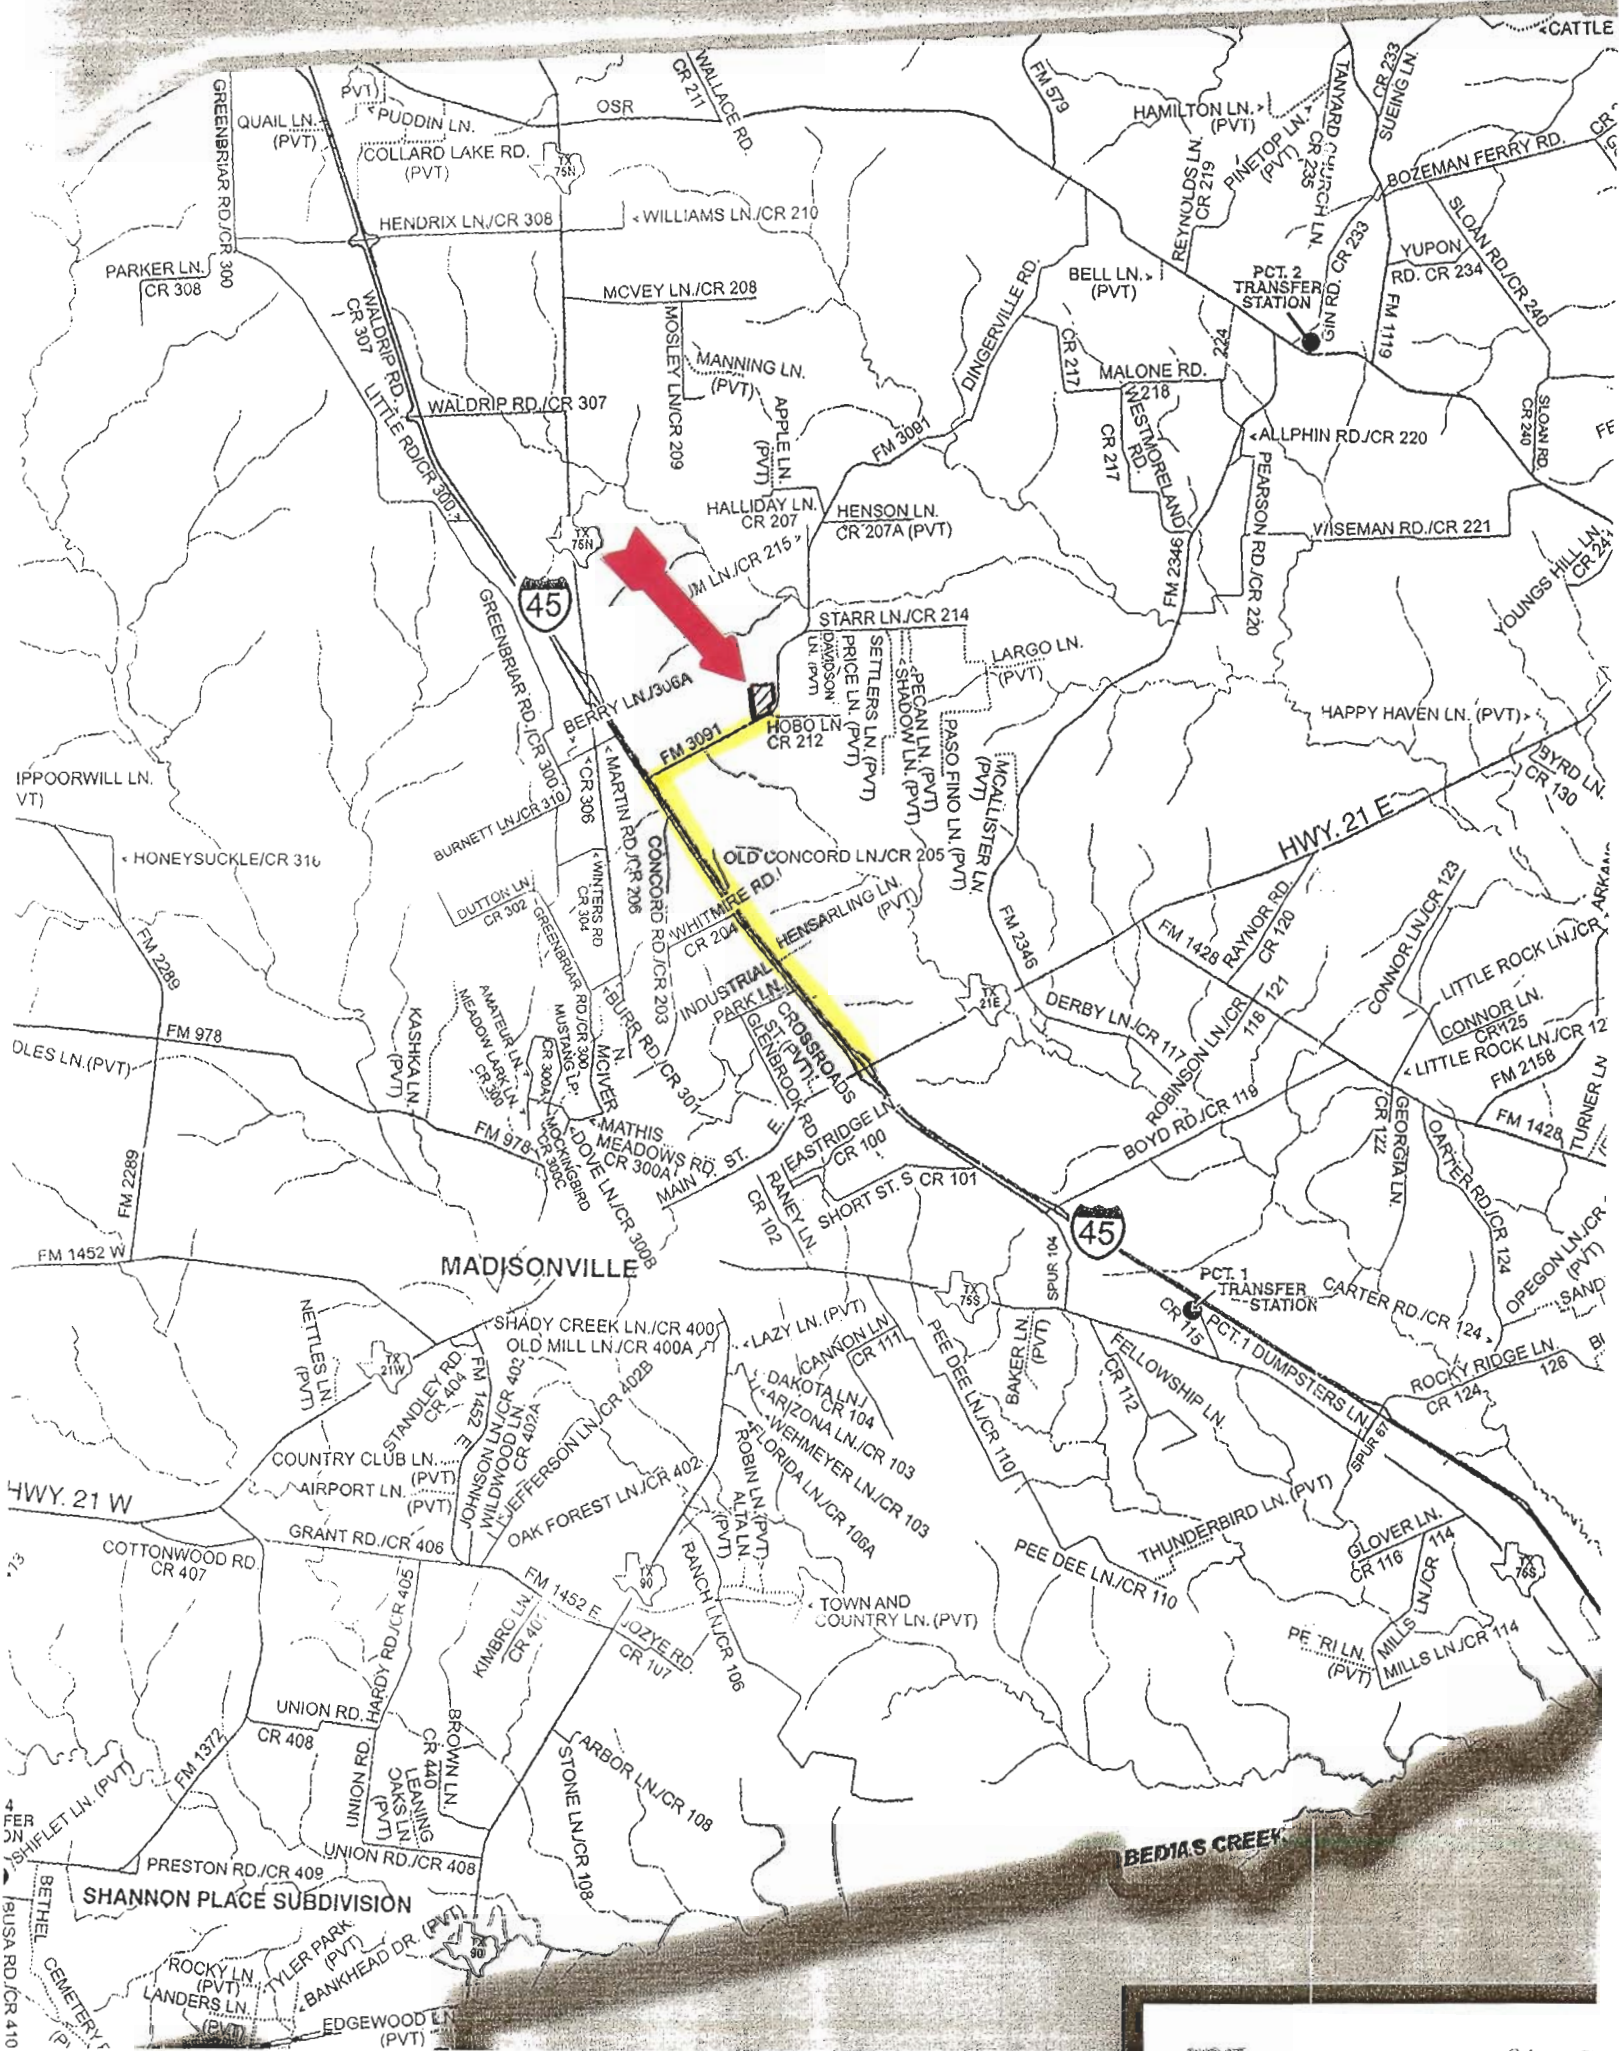 <CATTLE
CR 233
SUEING LN.
TANYARD CHURCH LN.
CR 235
WALLACE RD.
CR 211
FM 579
HAMILTON LN.>
(PVT)
PINETOP LN.
(PVT)
GREENBRIAR RD./CR 300
QUAIL LN.
(PVT)
PVT)
<PUDDIN LN.
OSR
COLLARD LAKE RD.
(PVT)
TX
75N
REYNOLDS LN.
CR 219
BOZEMAN FERRY RD.
HENDRIX LN./CR 308
<WILLIAMS LN./CR 210
SLOAN RD./CR 240
YUPON
RD. CR 234
PARKER LN.
CR 308
BELL LN.>
(PVT)
PCT. 2
TRANSFER
STATION
GIN RD. CR 233
FM 1119
MCVEY LN./CR 208
WALDRIP RD.
CR 307
MOSLEY LN/CR 209
DINGERVILLE RD.
CR 217
224
MALONE RD.
218
MANNING LN.
(PVT)
LITTLE RD/CR 300
WALDRIP RD./CR 307
APPLE LN.
(PVT)
WESTMORELAND
RD.
CR 217
SLOAN RD.
CR 240
FE
FM 3091
<ALLPHIN RD./CR 220
PEARSON RD./CR 220
HALLIDAY LN.
CR 207
HENSON LN.
CR 207A (PVT)
WISEMAN RD./CR 221
TX
75N
JM LN./CR 215
FM 2346
YOUNGS HILL LN.
CR 24
45
STARR LN./CR 214
GREENBRIAR RD./CR 300
DAVIDSON
LN (PVT)
PRICE LN. (PVT)
SETTLERS LN. (PVT)
<SHADOW LN. (PVT)
<PECAN LN. (PVT)
LARGO LN.
(PVT)
BERRY LN./306A
PASO FINO LN. (PVT)
HAPPY HAVEN LN. (PVT)>
HOBO LN
CR 212
FM 3091
MCALLISTER LN.
(PVT)
BYRD LN.
CR 130
IPPOORWILL LN.
VT)
<CR 306
<MARTIN RD./CR 206
BURNETT LN./CR 310
HWY. 21 E
<HONEYSUCKLE/CR 316
CONCORD RD./CR 203
OLD CONCORD LN./CR 205
<WINTERS RD
CR 304
DUTTON LN.
CR 302
WHITMIRE RD./
CR 204
HENSARLING LN.
(PVT)
RAYNOR RD.
CR 120
CONNOR LN./CR 123
FM 1428
FM 2346
FM 2289
GREENBRIAR RD./CR 300
INDUSTRIAL
PARK LN.
LITTLE ROCK LN./CR
TX
21E
BURR RD./CR 301
CROSSROADS
ST. (PVT)
GLENBROOK RD
DERBY LN./CR 117
ROBINSON LN./CR
118
121
CONNOR LN.
CR 125
<LITTLE ROCK LN./CR 12
FM 2158
FM 978
DLES LN.(PVT)
KASHKA LN.
(PVT)
AMATEUR LN.
MEADOW LARK LN.
CR 300
CR 300A
MUSTANG LP.
N.
MCIVER
TURNER LN
FM 1428
BOYD RD./CR 119
GEORGIA LN.
CR 122
CARTER RD./CR 124
FM 978
MOCKINGBIRD
CR 300C
<DOVE LN./CR 300B
<MATHIS
MEADOWS RD.
CR 300A
MAIN ST. E.
EASTRIDGE LN
CR 100
SHORT ST. S CR 101
RANEY LN.
CR 102
FM 2289
FM 1452 W
MADISONVILLE
45
SPUR 104
OREGON LN./CR
(PVT)
SAND
PCT. 1
TRANSFER
STATION
CARTER RD./CR 124>
TX
75S
CR 115
PCT. 1 DUMPSTERS LN.
NETTLES LN.
(PVT)
SHADY CREEK LN./CR 400
OLD MILL LN./CR 400A
<LAZY LN. (PVT)
CANNON LN
CR 111
TX
21W
STANDLEY RD.
CR 404
FM 1452 E.
JOHNSON LN./CR 403
WILDWOOD LN.
CR 402A
JEFFERSON LN./CR 402B
DAKOTA LN./
CR 104
<ARIZONA LN./CR 103
<WEHMEYER LN./CR 103
<FLORIDA LN./CR 106A
PEE DEE LN./CR 110
BAKER LN
(PVT)
FELLOWSHIP LN.
CR 112
ROCKY RIDGE LN.
126
CR 124
SPUR 67
COUNTRY CLUB LN.
(PVT)
AIRPORT LN.
(PVT)
HWY. 21 W
OAK FOREST LN./CR 402
ROBIN LN. (PVT)
ALTA LN.
(PVT)
THUNDERBIRD LN. (PVT)
GLOVER LN.
CR 116
GRANT RD./CR 406
COTTONWOOD RD.
CR 407
RANCH LN./CR 106
PEE DEE LN./CR 110
TX
90
FM 1452 E.
KIMBRO LN.
HARDY RD./CR 405
<TOWN AND
COUNTRY LN. (PVT)
JOZYE RD.
CR 107
MILLS LN/CR 114
(PVT)
MILLS LN./CR 114
UNION RD.
CR 408
FM 1372
BROWN LN
CR 440
LEANING
OAKS LN
(PVT)
UNION RD.
ARBOR LN./CR 108
STONE LN./CR 108
SHIFLET LN. (PVT)
UNION RD./CR 408
BEDIAS CREEK
PRESTON RD./CR 409
SHANNON PLACE SUBDIVISION
BETHEL
CEMETERY
BUSA RD./CR 410
TX
90
ROCKY LN
(PVT)
TYLER PARK
(PVT)
<BANKHEAD DR. (PVT)
LANDERS LN.
(PVT)
EDGEWOOD LN
(PVT)